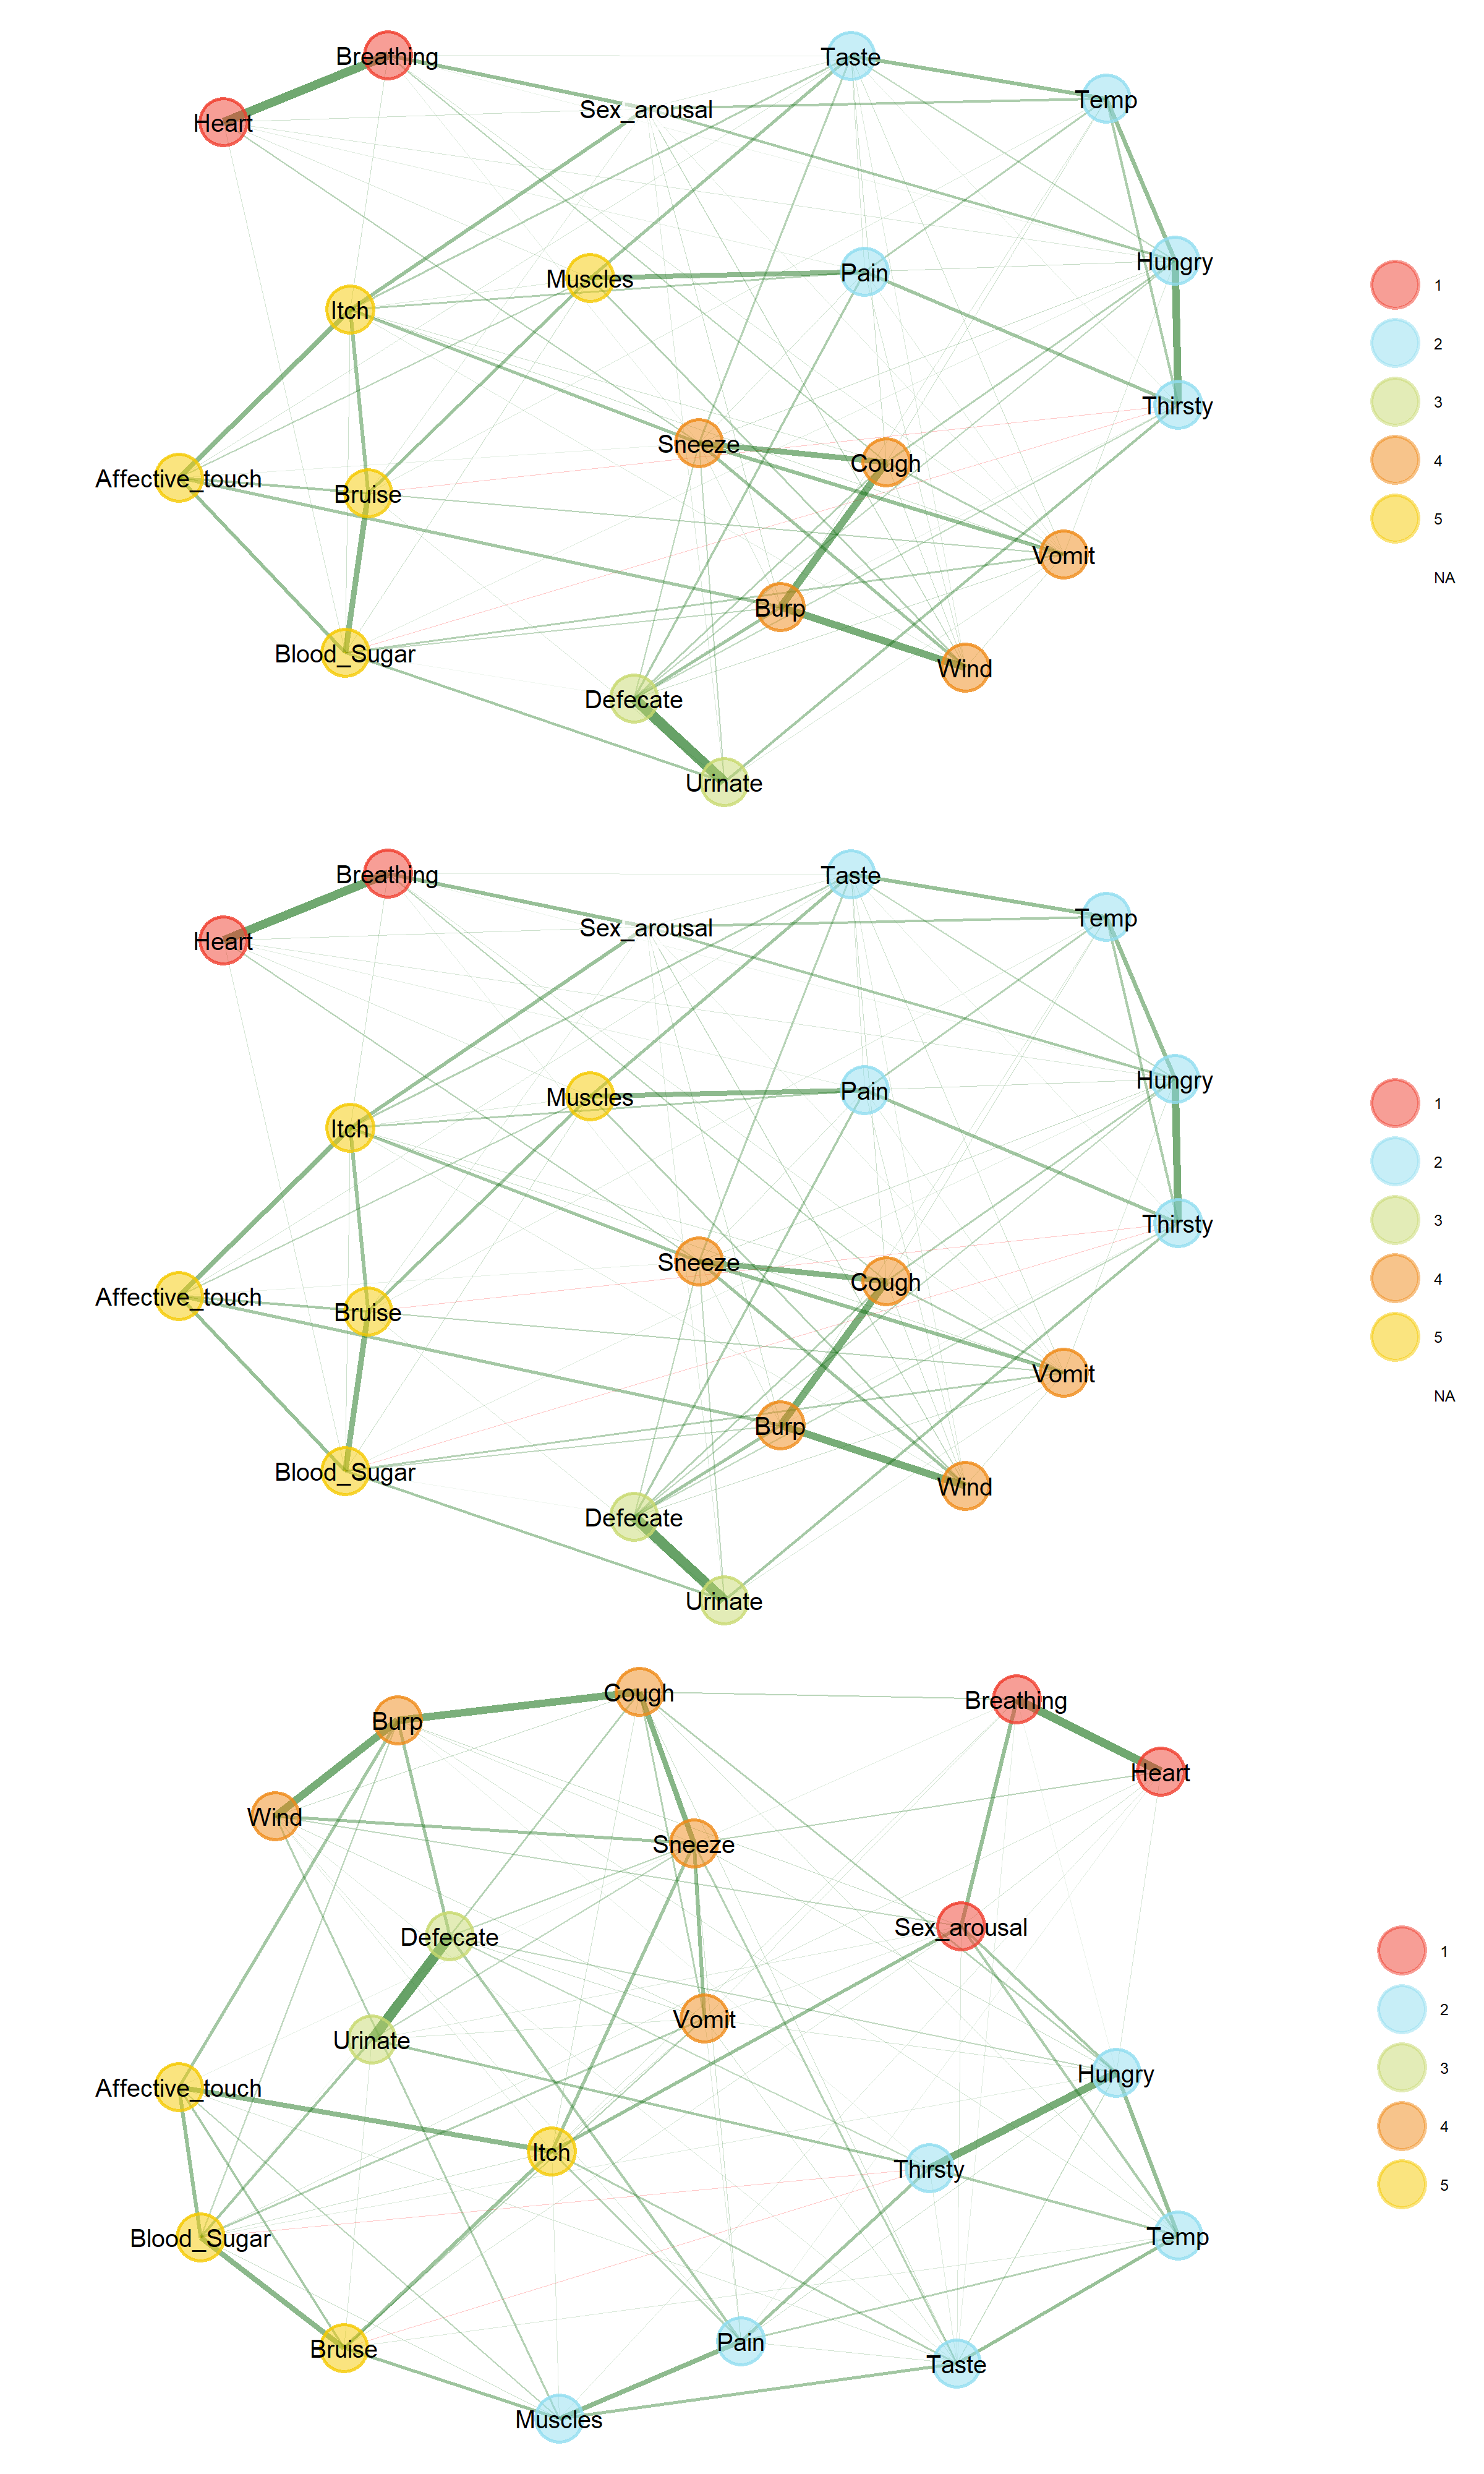 Breathing
Taste
Temp
Sex_arousal
Heart
Hungry
Muscles
Pain
Itch
1
2
3
4
5
NA
Thirsty
Sneeze
Cough
Affective_touch
Bruise
Vomit
Burp
Blood_Sugar
Wind
Defecate
Urinate
Breathing
Taste
Temp
Sex_arousal
Heart
Hungry
Muscles
Pain
Itch
1
2
3
4
5
NA
Thirsty
Sneeze
Cough
Affective_touch
Bruise
Vomit
Burp
Blood_Sugar
Wind
Defecate
Urinate
Cough
Breathing
Burp
Heart
Wind
Sneeze
Sex_arousal
Defecate
Vomit
Urinate
Hungry
Affective_touch
Itch
Thirsty
Blood_Sugar
Temp
Bruise
Pain
Taste
Muscles
1
2
3
4
5